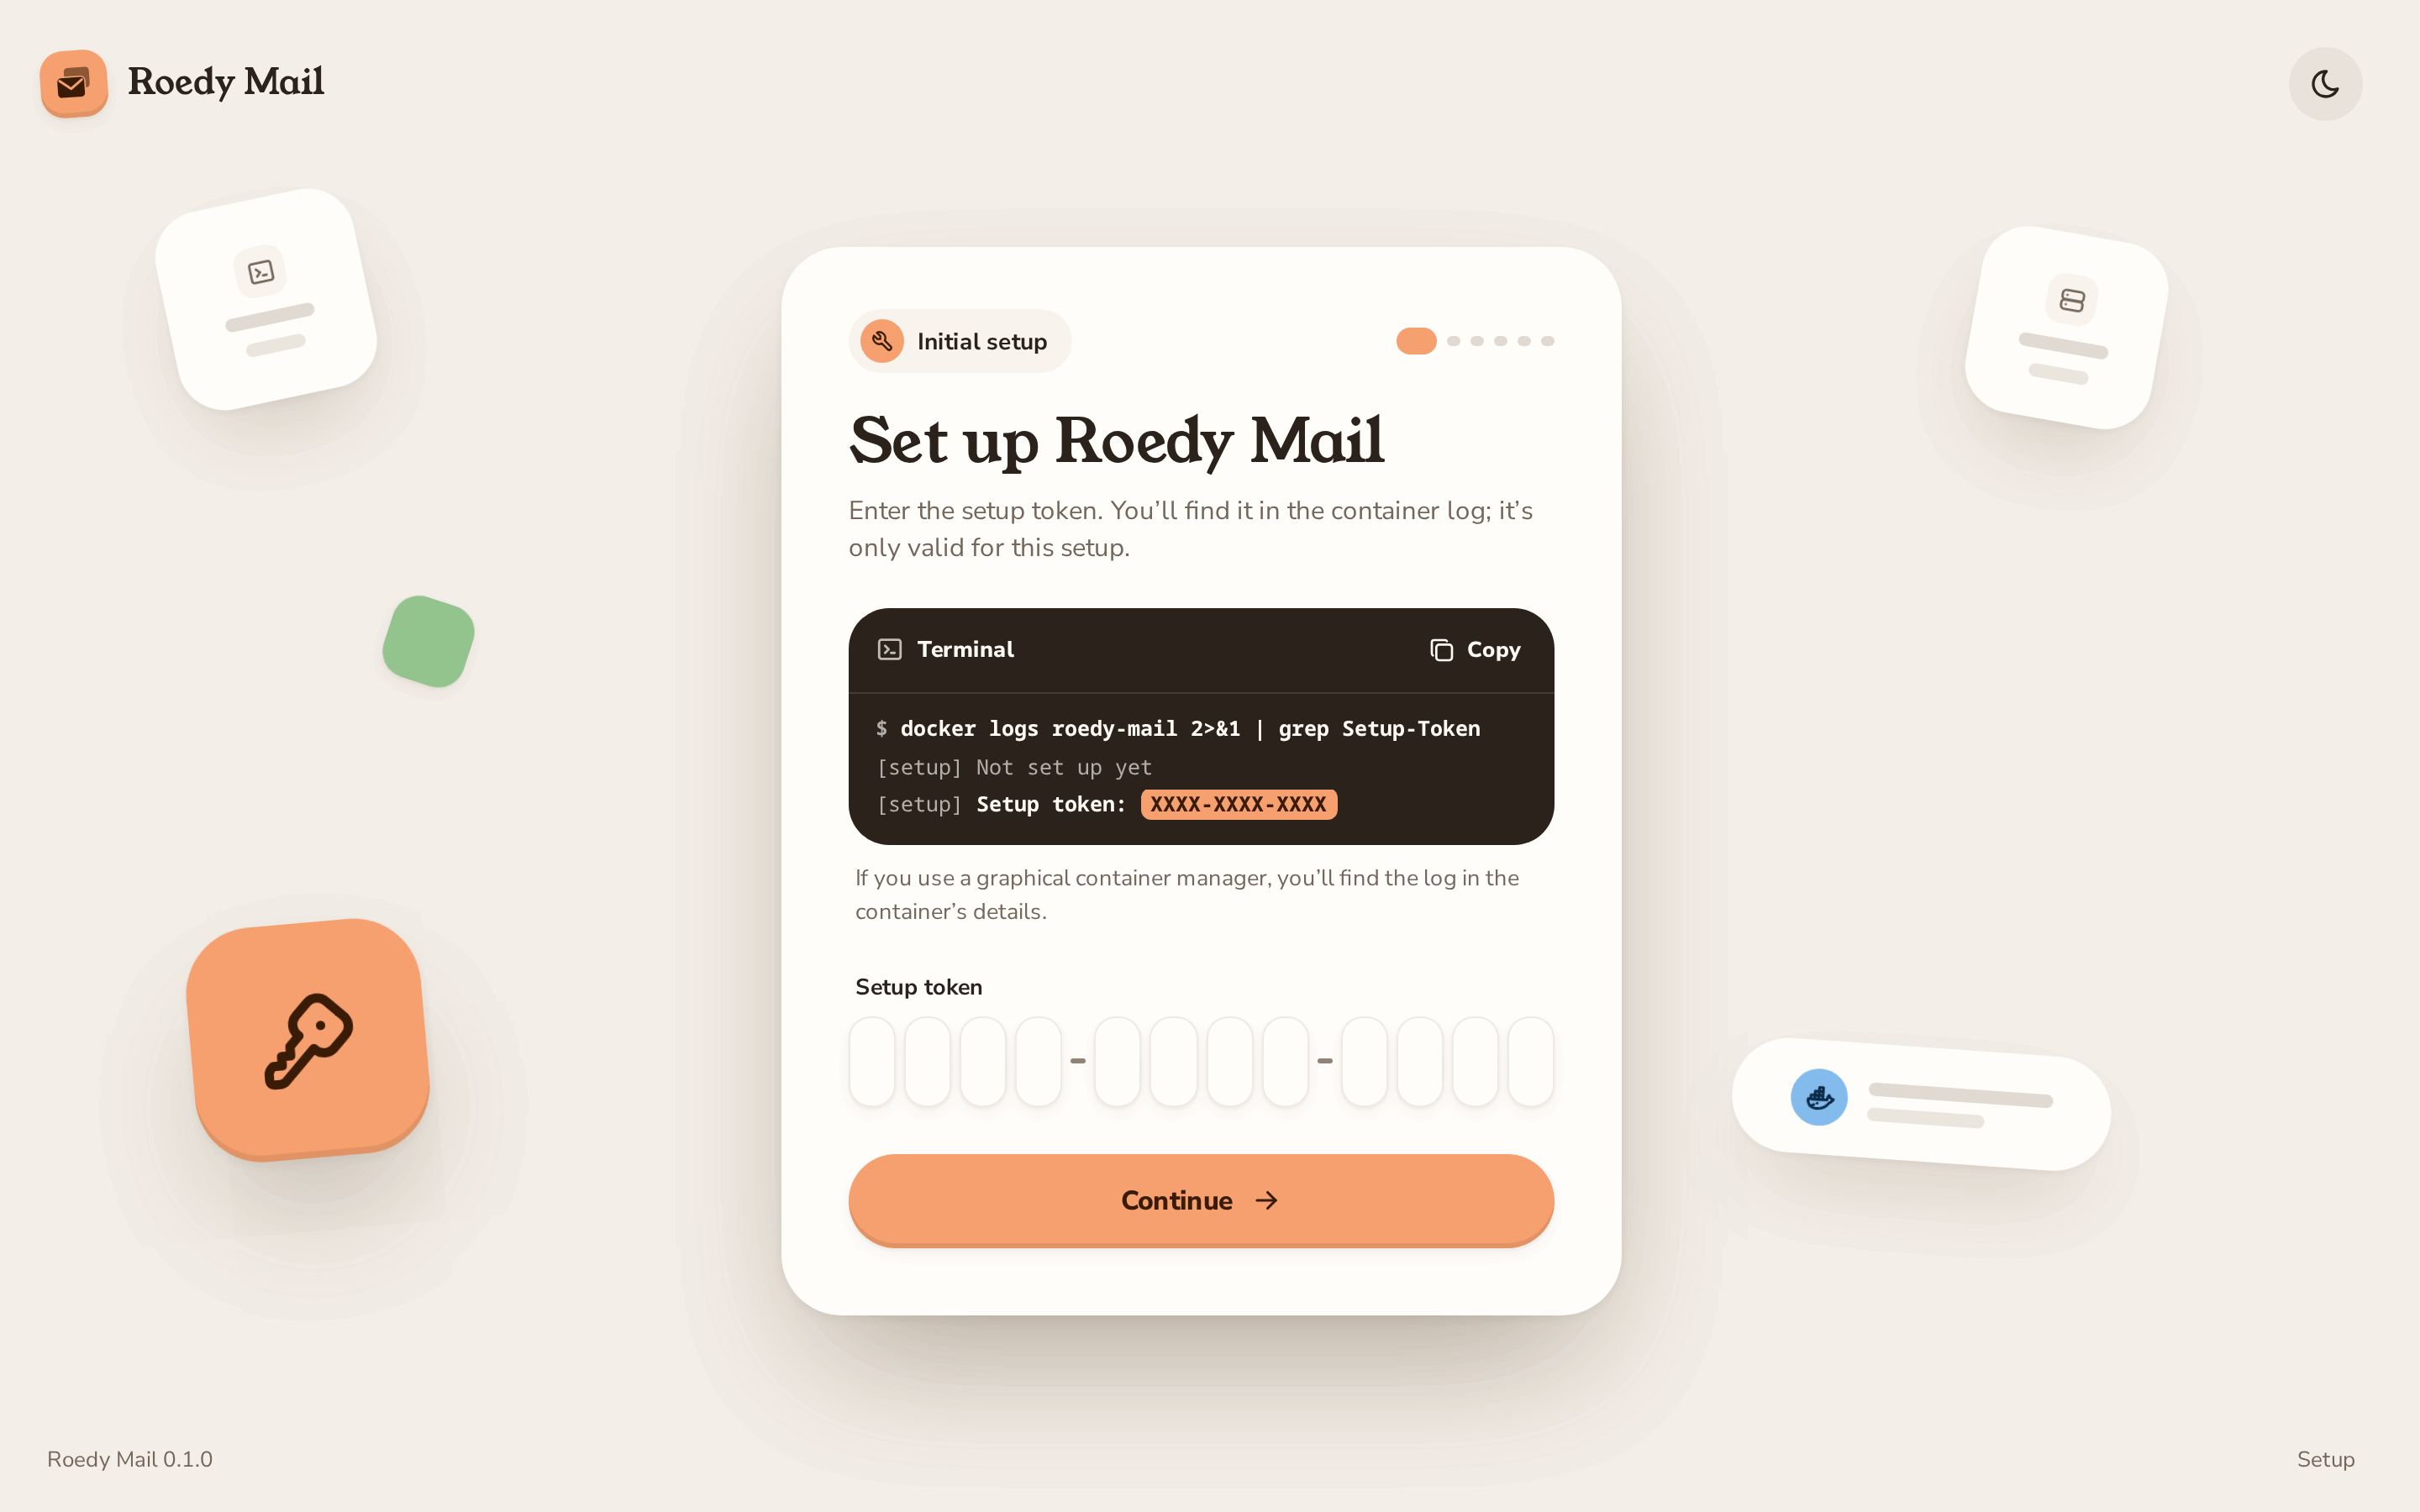 Roedy Mail
Initial setup
Set up Roedy Mail
Enter the setup token. You’ll find it in the container log; it’s
only valid for this setup.
Terminal
Copy
$ docker logs roedy-mail 2>&1 | grep Setup-Token
[setup] Not set up yet
[setup] Setup token: XXXX-XXXX-XXXX
If you use a graphical container manager, you’ll find the log in the
container’s details.
Setup token
Continue
Roedy Mail 0.1.0
Setup